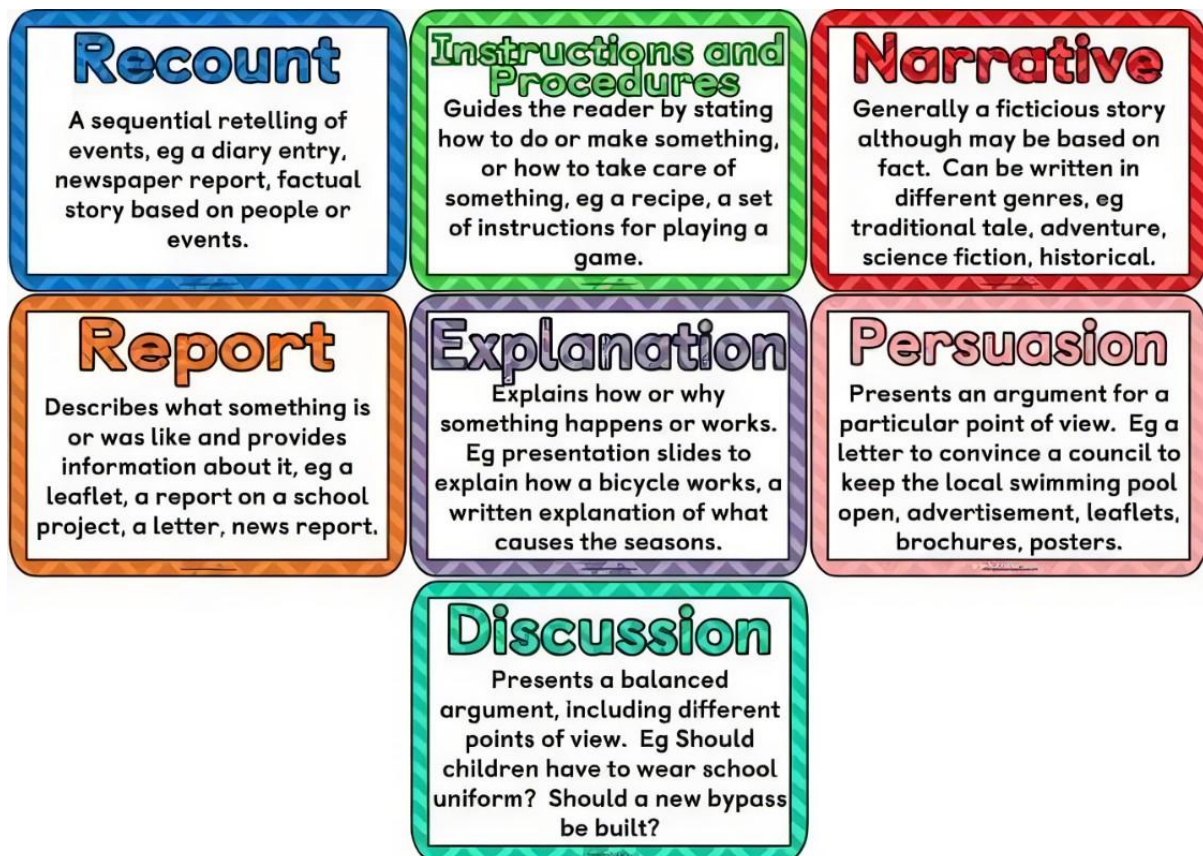 Recount
A sequential retelling of
events, eg a diary entry,
newspaper report, factual
story based on people or
events.
Instructions and
Procedures
Guides the reader by stating
how to do or make something,
or how to take care of
something, eg a recipe, a set
of instructions for playing a
game.
Narrative
Generally a ficticious story
although may be based on
fact. Can be written in
different genres, eg
traditional tale, adventure,
science fiction, historical.
Report
Describes what something is
or was like and provides
information about it, eg a
leaflet, a report on a school
project, a letter, news report.
Explanation
Explains how or why
something happens or works.
Eg presentation slides to
explain how a bicycle works, a
written explanation of what
causes the seasons.
Persuasion
Presents an argument for a
particular point of view. Eg a
letter to convince a council to
keep the local swimming pool
open, advertisement, leaflets,
brochures, posters.
Discussion
Presents a balanced
argument, including different
points of view. Eg Should
children have to wear school
uniform? Should a new bypass
be built?